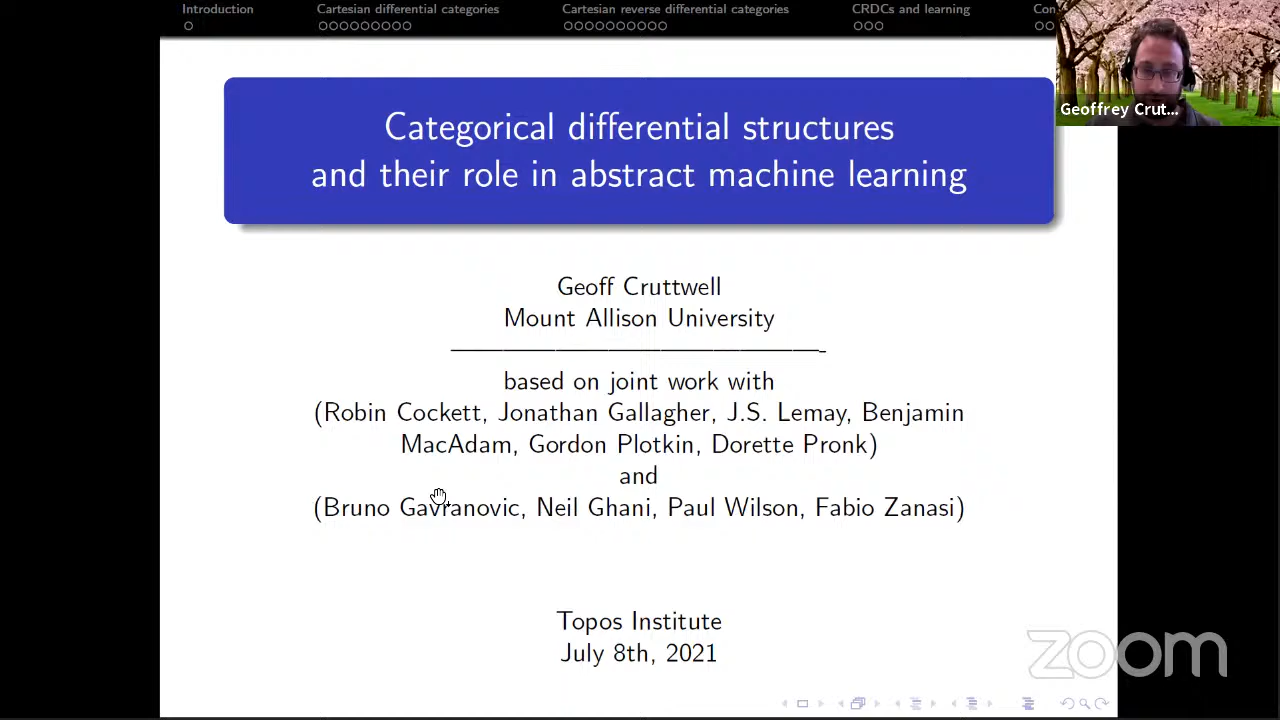 Introduction
Cartesian differential categories
Cartesian reverse differential categories
CRDCs and learning
Con
Geoffrey Crut...
Categorical differential structures
and their role in abstract machine learning
Geoff Cruttwell
Mount Allison University
based on joint work with
(Robin Cockett, Jonathan Gallagher, J.S. Lemay, Benjamin
MacAdam, Gordon Plotkin, Dorette Pronk)
and
(Bruno Gavranovic, Neil Ghani, Paul Wilson, Fabio Zanasi)
Topos Institute
July 8th, 2021
zoom